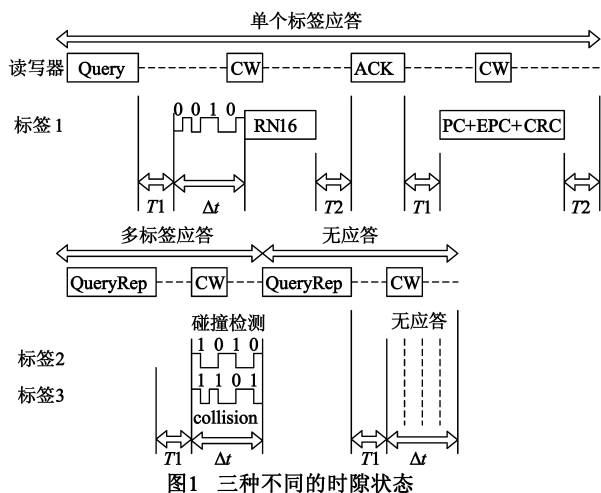 单个标签应答
读写器 Query CW ACK CW
0 0 1 0
标签1 RN16 PC+EPC+CRC
T1 Δt T2 T1 T2
多标签应答 无应答
QueryRep CW QueryRep CW
碰撞检测 无应答
标签2 1 0 1 0
标签3 1 1 0 1
collision
T1 Δt T1 Δt
图1 三种不同的时隙状态